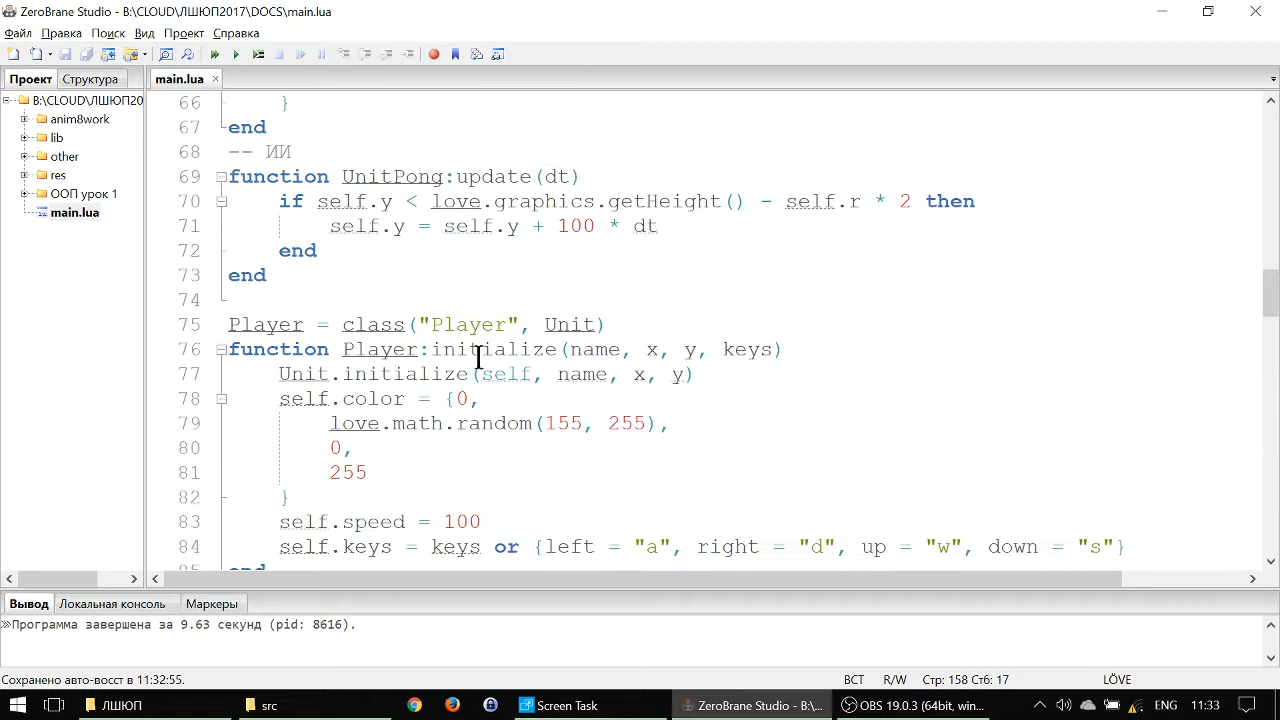 ZeroBrane Studio - B:\CLOUD\ЛШЮП2017\DOCS\main.lua
Файл Правка Поиск Вид Проект Справка
Проект Структура
main.lua
B:\CLOUD\ЛШЮП20
anim8work
lib
other
res
ООП урок 1
main.lua
66 }
67 end
68 -- ИИ
69 function UnitPong:update(dt)
70 if self.y < love.graphics.getHeight() - self.r * 2 then
71 self.y = self.y + 100 * dt
72 end
73 end
74
75 Player = class("Player", Unit)
76 function Player:initialize(name, x, y, keys)
77 Unit.initialize(self, name, x, y)
78 self.color = {0,
79 love.math.random(155, 255),
80 0,
81 255
82 }
83 self.speed = 100
84 self.keys = keys or {left = "a", right = "d", up = "w", down = "s"}
Вывод Локальная консоль Маркеры
Программа завершена за 9.63 секунд (pid: 8616).
Сохранено авто-восст в 11:32:55. ВСТ R/W Стр: 158 Стб: 17 LÖVE
ЛШЮП src Screen Task ZeroBrane Studio - B:\... OBS 19.0.3 (64bit, win... ENG 11:33